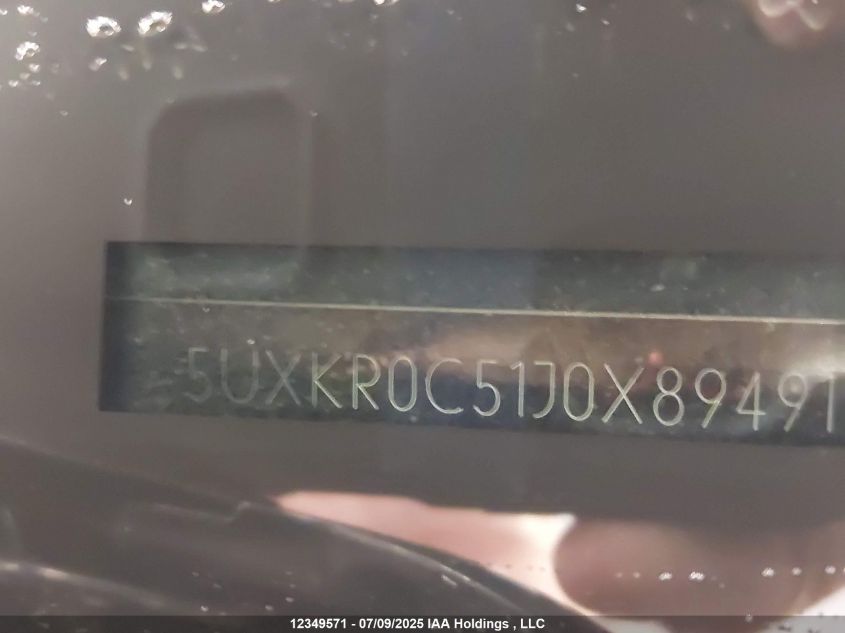 5UXKR0C51J0X89491
12349571 - 07/09/2025 IAA Holdings , LLC